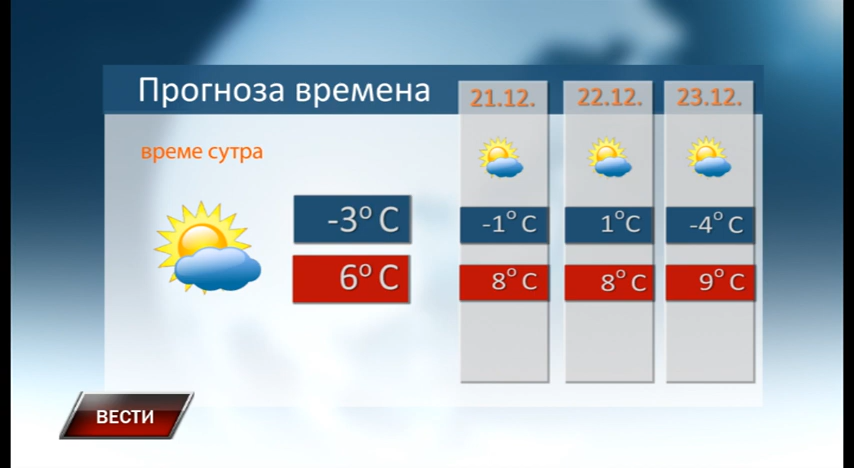 Прогноза времена
време сутра
-3° C
6° C
21.12.
-1° C
8° C
22.12.
1°C
8° C
23.12.
-4° C
9° C
ВЕСТИ